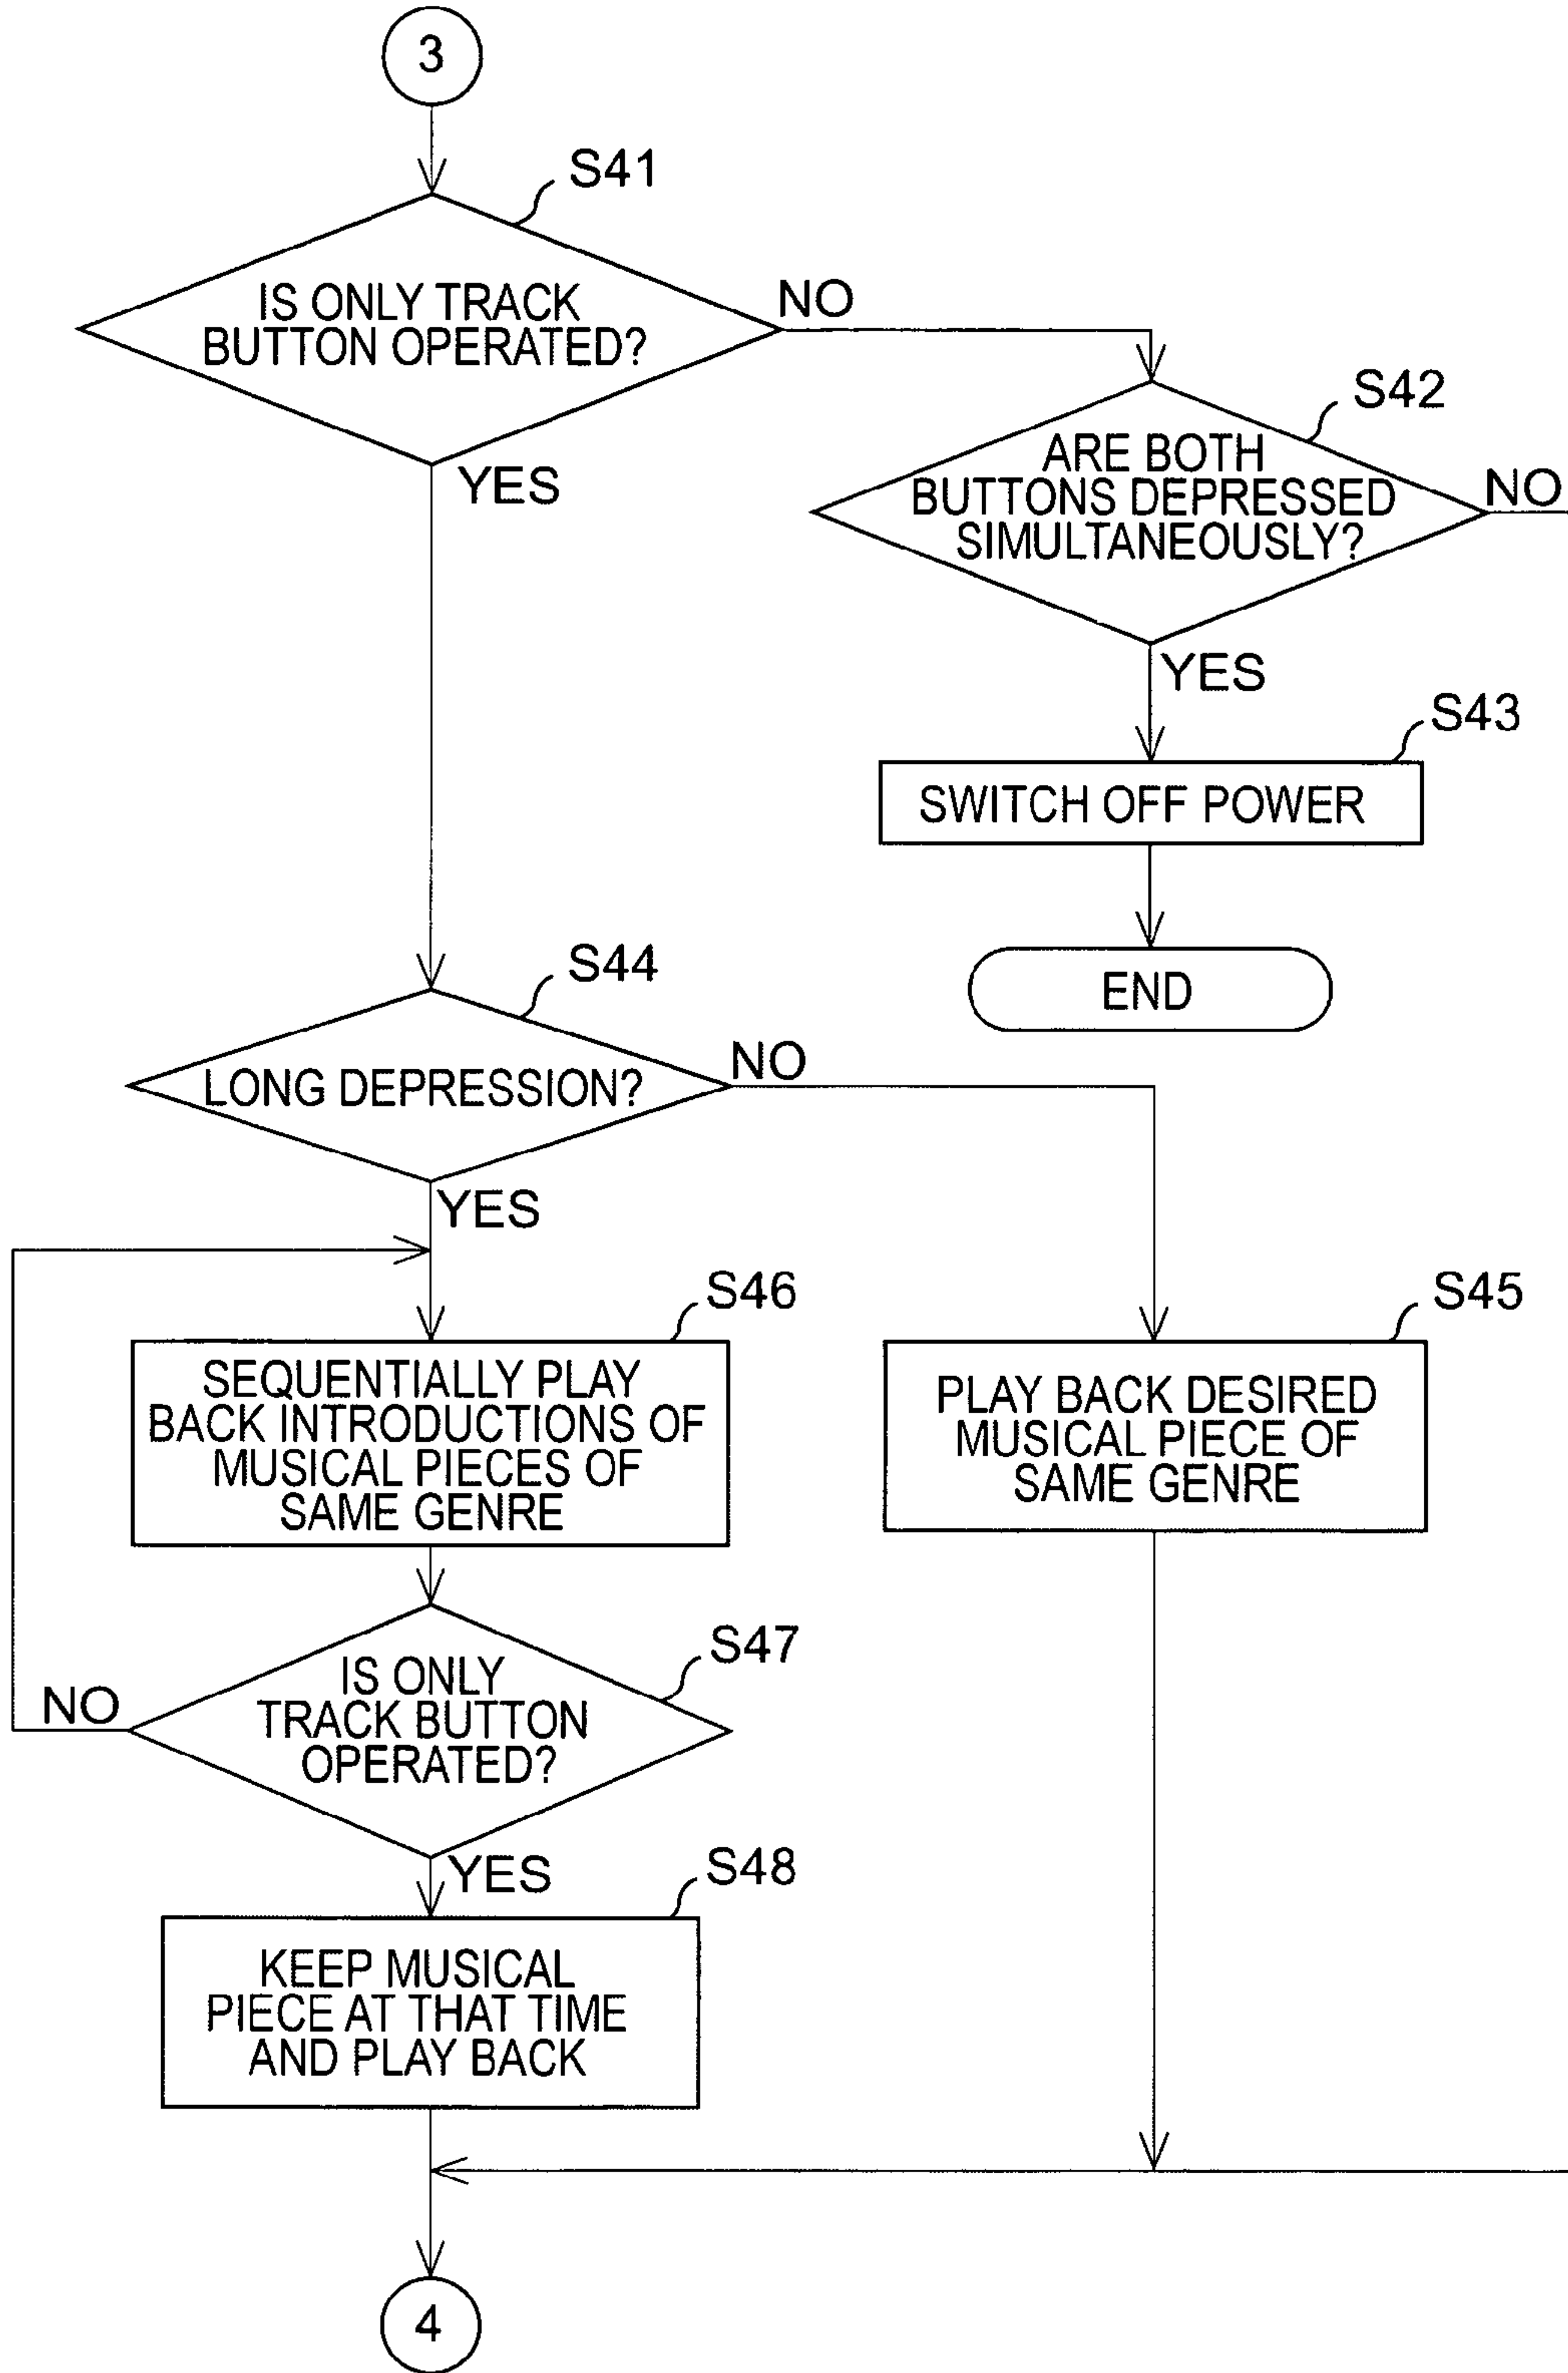 3
S41
IS ONLY TRACK
BUTTON OPERATED?
NO
YES
S42
ARE BOTH
BUTTONS DEPRESSED
SIMULTANEOUSLY?
NO
YES
S43
SWITCH OFF POWER
END
S44
LONG DEPRESSION?
NO
YES
S46
SEQUENTIALLY PLAY
BACK INTRODUCTIONS OF
MUSICAL PIECES OF
SAME GENRE
S45
PLAY BACK DESIRED
MUSICAL PIECE OF
SAME GENRE
S47
IS ONLY
TRACK BUTTON
OPERATED?
NO
YES
S48
KEEP MUSICAL
PIECE AT THAT TIME
AND PLAY BACK
4